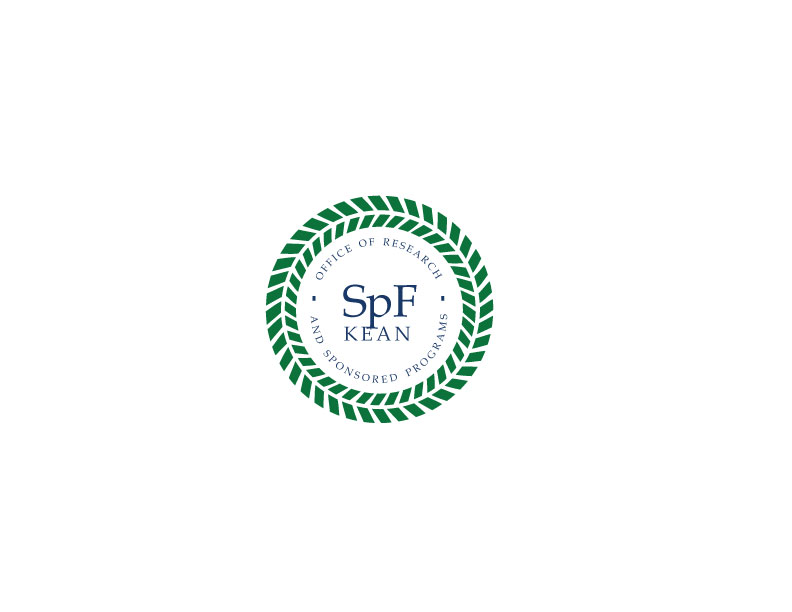 OFFICE OF RESEARCH
SpF
KEAN
AND SPONSORED PROGRAMS